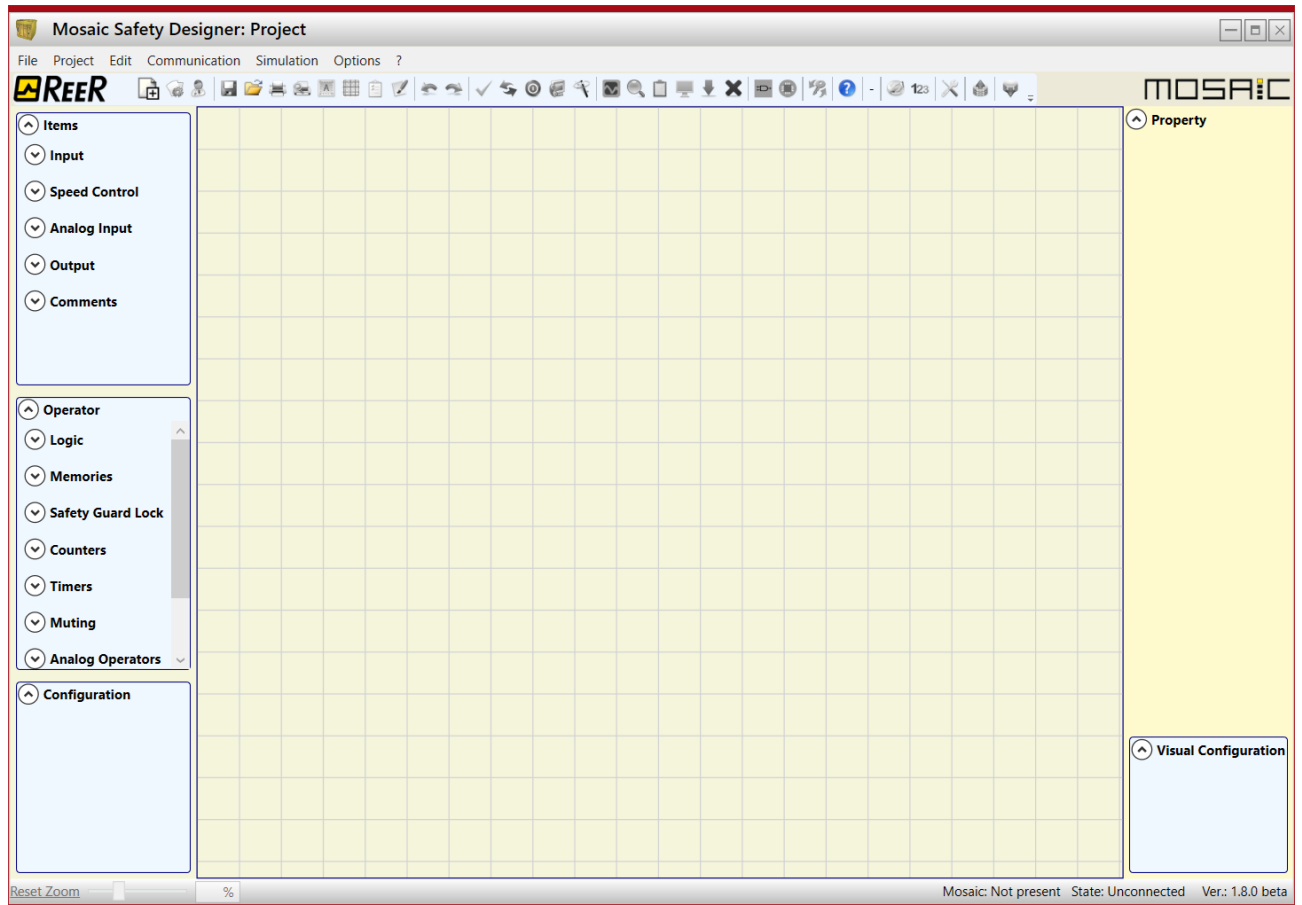 Mosaic Safety Designer: Project
File Project Edit Communication Simulation Options ?
REER
- 123
MOSAIC
Items
Input
Speed Control
Analog Input
Output
Comments
Operator
Logic
Memories
Safety Guard Lock
Counters
Timers
Muting
Analog Operators
Configuration
Property
Visual Configuration
Reset Zoom % Mosaic: Not present State: Unconnected Ver.: 1.8.0 beta